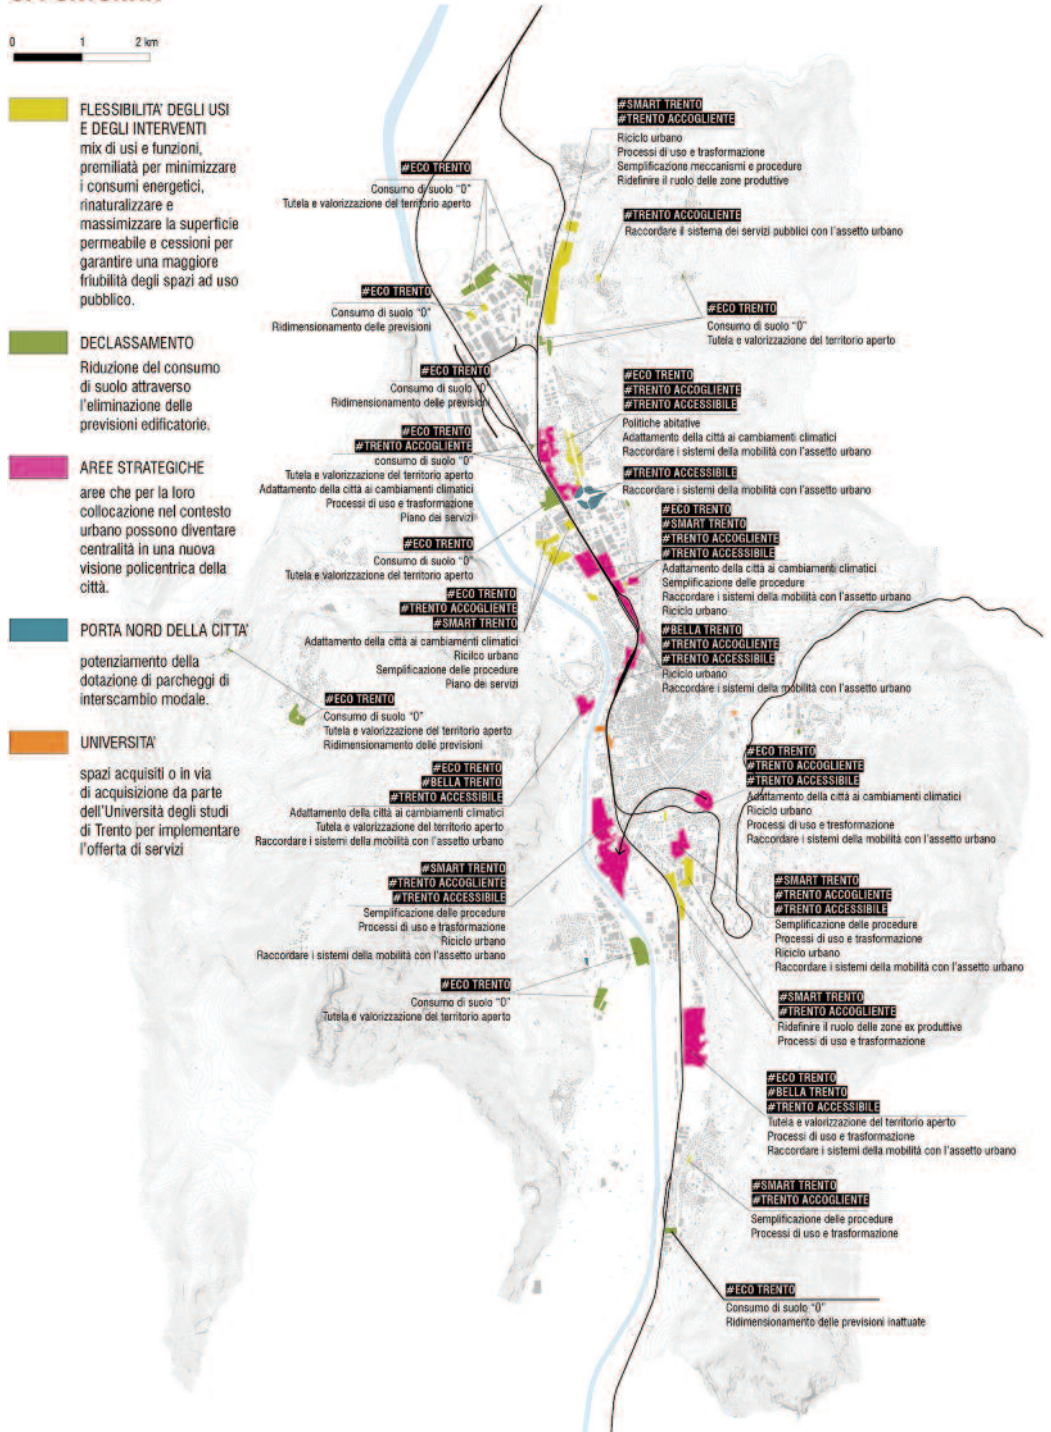 0 1 2 km
FLESSIBILITA' DEGLI USI
E DEGLI INTERVENTI
mix di usi e funzioni,
premiliatà per minimizzare
i consumi energetici,
rinaturalizzare e
massimizzare la superficie
permeabile e cessioni per
garantire una maggiore
friubilità degli spazi ad uso
pubblico.
DECLASSAMENTO
Riduzione del consumo
di suolo attraverso
l'eliminazione delle
previsioni edificatorie.
AREE STRATEGICHE
aree che per la loro
collocazione nel contesto
urbano possono diventare
centralità in una nuova
visione policentrica della
città.
PORTA NORD DELLA CITTA'
potenziamento della
dotazione di parcheggi di
interscambio modale.
UNIVERSITA'
spazi acquisiti o in via
di acquisizione da parte
dell'Università degli studi
di Trento per implementare
l'offerta di servizi
#ECO TRENTO
Consumo di suolo "0"
Tutela e valorizzazione del territorio aperto
#ECO TRENTO
Consumo di suolo "0"
Ridimensionamento delle previsioni
#ECO TRENTO
Consumo di suolo "0"
Ridimensionamento delle previsioni
#ECO TRENTO
#TRENTO ACCOGLIENTE
consumo di suolo "0"
Tutela e valorizzazione del territorio aperto
Adattamento della città ai cambiamenti climatici
Processi di uso e trasformazione
Piano dei servizi
#ECO TRENTO
Consumo di suolo "0"
Tutela e valorizzazione del territorio aperto
#ECO TRENTO
#TRENTO ACCOGLIENTE
#SMART TRENTO
Adattamento della città ai cambiamenti climatici
Ricilco urbano
Semplificazione delle procedure
Piano dei servizi
#ECO TRENTO
Consumo di suolo "0"
Tutela e valorizzazione del territorio aperto
Ridimensionamento delle previsioni
#ECO TRENTO
#BELLA TRENTO
#TRENTO ACCESSIBILE
Adattamento della città ai cambiamenti climatici
Tutela e valorizzazione del territorio aperto
Raccordare i sistemi della mobilità con l'assetto urbano
#SMART TRENTO
#TRENTO ACCOGLIENTE
#TRENTO ACCESSIBILE
Semplificazione delle procedure
Processi di uso e trasformazione
Riciclo urbano
Raccordare i sistemi della mobilità con l'assetto urbano
#ECO TRENTO
Consumo di suolo "0"
Tutela e valorizzazione del territorio aperto
#SMART TRENTO
#TRENTO ACCOGLIENTE
Riciclo urbano
Processi di uso e trasformazione
Semplificazione meccanismi e procedure
Ridefinire il ruolo delle zone produttive
#TRENTO ACCOGLIENTE
Raccordare il sistema dei servizi pubblici con l'assetto urbano
#ECO TRENTO
Consumo di suolo "0"
Tutela e valorizzazione del territorio aperto
#ECO TRENTO
#TRENTO ACCOGLIENTE
#TRENTO ACCESSIBILE
Politiche abitative
Adattamento della città ai cambiamenti climatici
Raccordare i sistemi della mobilità con l'assetto urbano
#TRENTO ACCESSIBILE
Raccordare i sistemi della mobilità con l'assetto urbano
#ECO TRENTO
#SMART TRENTO
#TRENTO ACCOGLIENTE
#TRENTO ACCESSIBILE
Adattamento della città ai cambiamenti climatici
Semplificazione delle procedure
Raccordare i sistemi della mobilità con l'assetto urbano
Riciclo urbano
#BELLA TRENTO
#TRENTO ACCOGLIENTE
#TRENTO ACCESSIBILE
Riciclo urbano
Raccordare i sistemi della mobilità con l'assetto urbano
#ECO TRENTO
#TRENTO ACCOGLIENTE
#TRENTO ACCESSIBILE
Adattamento della città ai cambiamenti climatici
Riciclo urbano
Processi di uso e tresformazione
Raccordare i sistemi della mobilità con l'assetto urbano
#SMART TRENTO
#TRENTO ACCOGLIENTE
#TRENTO ACCESSIBILE
Semplificazione delle procedure
Processi di uso e trasformazione
Riciclo urbano
Raccordare i sistemi della mobilità con l'assetto urbano
#SMART TRENTO
#TRENTO ACCOGLIENTE
Ridefinire il ruolo delle zone ex produttive
Processi di uso e trasformazione
#ECO TRENTO
#BELLA TRENTO
#TRENTO ACCESSIBILE
Tutela e valorizzazione del territorio aperto
Processi di uso e trasformazione
Raccordare i sistemi della mobilità con l'assetto urbano
#SMART TRENTO
#TRENTO ACCOGLIENTE
Semplificazione delle procedure
Processi di uso e trasformazione
#ECO TRENTO
Consumo di suolo "0"
Ridimensionamento delle previsioni inattuate